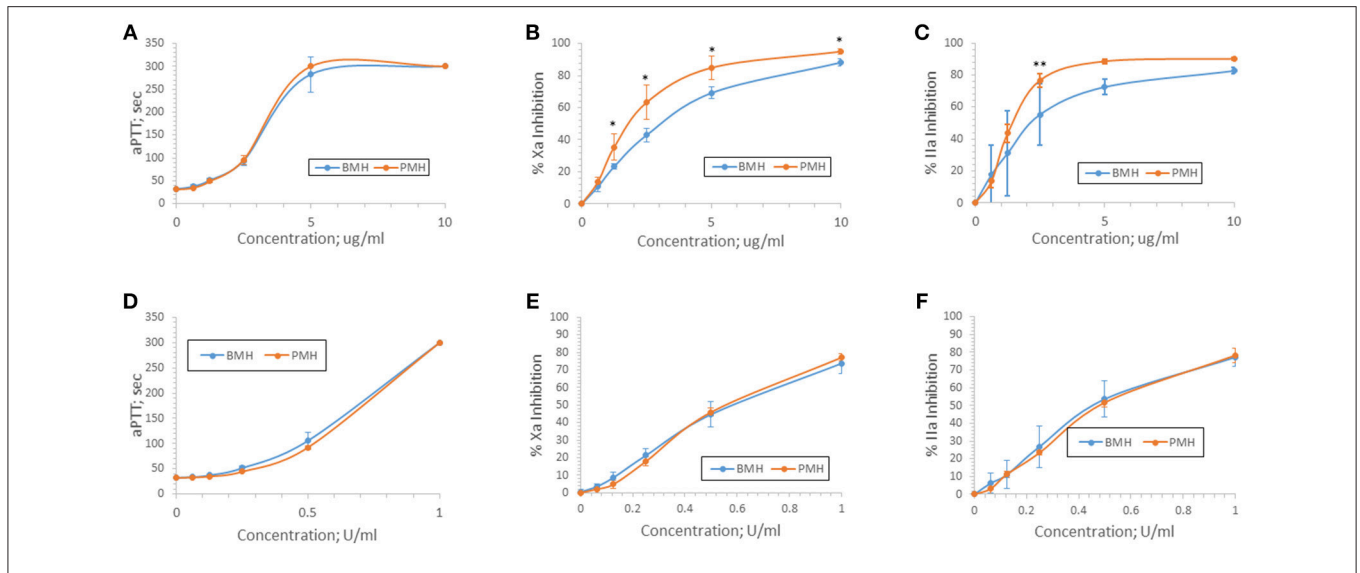 A
350
300
250
200
150
100
50
0
aPTT; sec
BMH PMH
0 5 10
Concentration; ug/ml
B
100
80
60
40
20
0
% Xa Inhibition
* * * *
BMH PMH
0 2 4 6 8 10
Concentration; ug/ml
C
100
80
60
40
20
0
% IIa Inhibition
**
BMH PMH
0 5 10
Concentration; ug/ml
D
350
300
250
200
150
100
50
0
aPTT; sec
BMH PMH
0 0.5 1
Concentration; U/ml
E
100
90
80
70
60
50
40
30
20
10
0
% Xa Inhibition
BMH PMH
0 0.2 0.4 0.6 0.8 1
Concentration; U/ml
F
100
90
80
70
60
50
40
30
20
10
0
% IIa Inhibition
BMH PMH
0 0.2 0.4 0.6 0.8 1
Concentration; U/ml